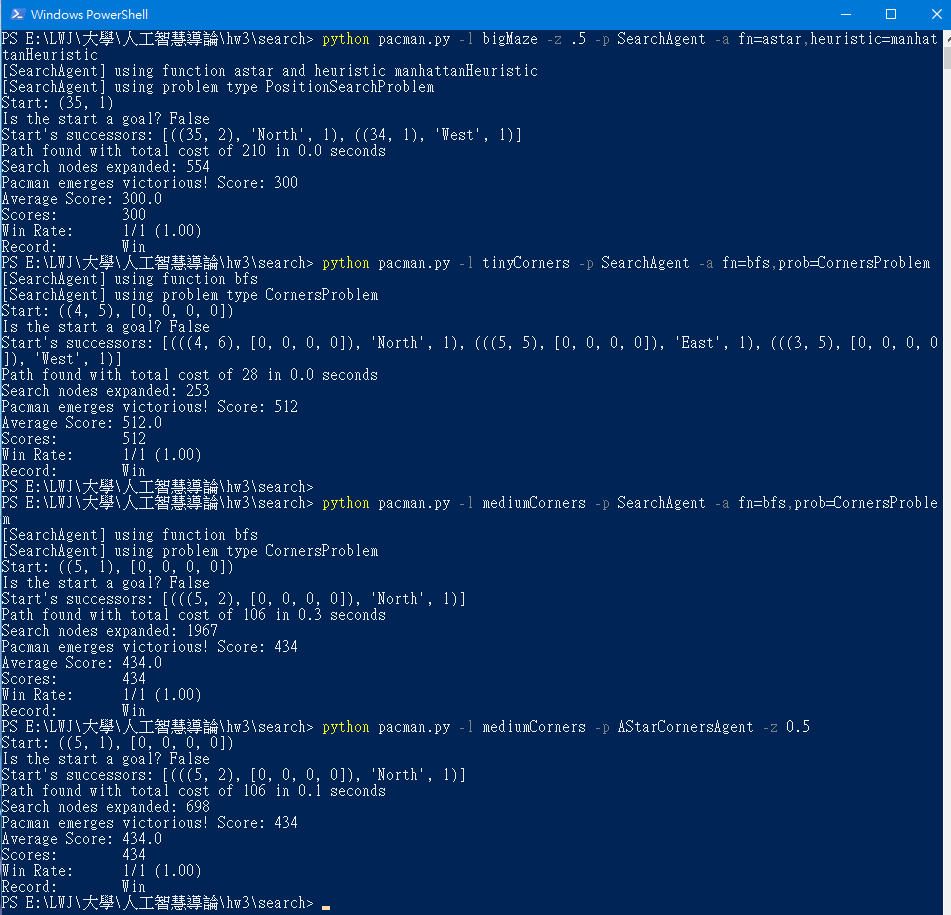 Windows PowerShell
PS E:\LWJ\大學\人工智慧導論\hw3\search> python pacman.py -l bigMaze -z .5 -p SearchAgent -a fn=astar,heuristic=manhat
tanHeuristic
[SearchAgent] using function astar and heuristic manhattanHeuristic
[SearchAgent] using problem type PositionSearchProblem
Start: (35, 1)
Is the start a goal? False
Start's successors: [((35, 2), 'North', 1), ((34, 1), 'West', 1)]
Path found with total cost of 210 in 0.0 seconds
Search nodes expanded: 554
Pacman emerges victorious! Score: 300
Average Score: 300.0
Scores:        300
Win Rate:      1/1 (1.00)
Record:        Win
PS E:\LWJ\大學\人工智慧導論\hw3\search> python pacman.py -l tinyCorners -p SearchAgent -a fn=bfs,prob=CornersProblem
[SearchAgent] using function bfs
[SearchAgent] using problem type CornersProblem
Start: ((4, 5), [0, 0, 0, 0])
Is the start a goal? False
Start's successors: [(((4, 6), [0, 0, 0, 0]), 'North', 1), (((5, 5), [0, 0, 0, 0]), 'East', 1), (((3, 5), [0, 0, 0, 0
]), 'West', 1)]
Path found with total cost of 28 in 0.0 seconds
Search nodes expanded: 253
Pacman emerges victorious! Score: 512
Average Score: 512.0
Scores:        512
Win Rate:      1/1 (1.00)
Record:        Win
PS E:\LWJ\大學\人工智慧導論\hw3\search>
PS E:\LWJ\大學\人工智慧導論\hw3\search> python pacman.py -l mediumCorners -p SearchAgent -a fn=bfs,prob=CornersProble
m
[SearchAgent] using function bfs
[SearchAgent] using problem type CornersProblem
Start: ((5, 1), [0, 0, 0, 0])
Is the start a goal? False
Start's successors: [(((5, 2), [0, 0, 0, 0]), 'North', 1)]
Path found with total cost of 106 in 0.3 seconds
Search nodes expanded: 1967
Pacman emerges victorious! Score: 434
Average Score: 434.0
Scores:        434
Win Rate:      1/1 (1.00)
Record:        Win
PS E:\LWJ\大學\人工智慧導論\hw3\search> python pacman.py -l mediumCorners -p AStarCornersAgent -z 0.5
Start: ((5, 1), [0, 0, 0, 0])
Is the start a goal? False
Start's successors: [(((5, 2), [0, 0, 0, 0]), 'North', 1)]
Path found with total cost of 106 in 0.1 seconds
Search nodes expanded: 698
Pacman emerges victorious! Score: 434
Average Score: 434.0
Scores:        434
Win Rate:      1/1 (1.00)
Record:        Win
PS E:\LWJ\大學\人工智慧導論\hw3\search>